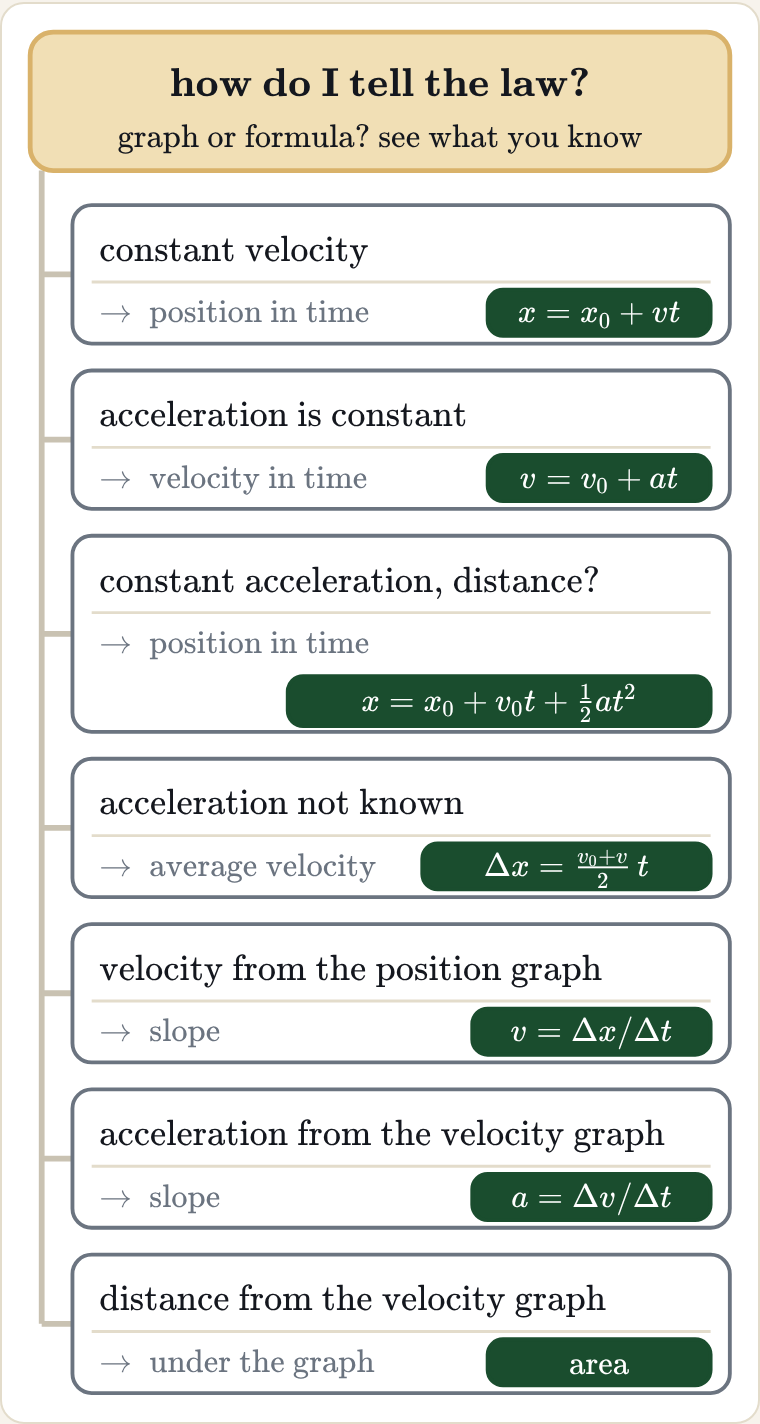 how do I tell the law?
graph or formula? see what you know
constant velocity
→ position in time x = x₀ + vt
acceleration is constant
→ velocity in time v = v₀ + at
constant acceleration, distance?
→ position in time
x = x₀ + v₀t + ½at²
acceleration not known
→ average velocity Δx = (v₀+v)/2 t
velocity from the position graph
→ slope v = Δx/Δt
acceleration from the velocity graph
→ slope a = Δv/Δt
distance from the velocity graph
→ under the graph area